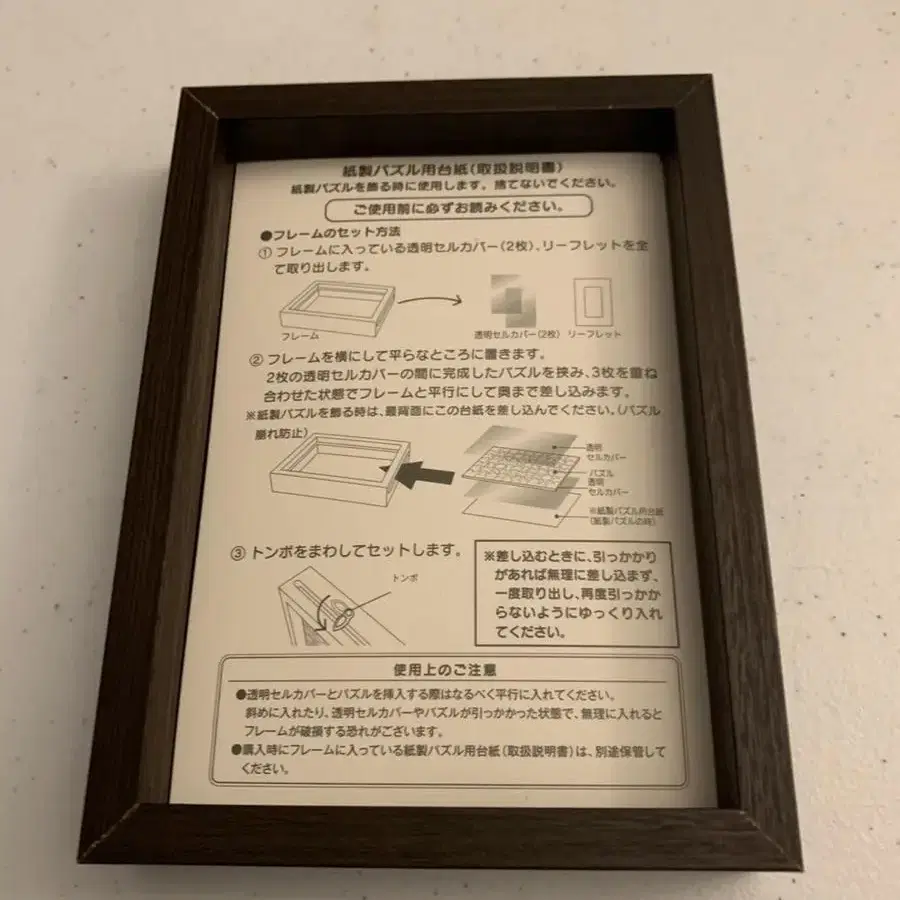 紙製パズル用台紙(取扱説明書)
紙製パズルを飾る時に使用します。捨てないでください。
ご使用前に必ずお読みください。
●フレームのセット方法
① フレームに入っている透明セルカバー(2枚)、リーフレットを全
て取り出します。
フレーム
透明セルカバー(2枚)
リーフレット
② フレームを横にして平らなところに置きます。
2枚の透明セルカバーの間に完成したパズルを挟み、3枚を重ね
合わせた状態でフレームと平行にして奥まで差し込みます。
※紙製パズルを飾る時は、最背面にこの台紙を差し込んでください。(パズル
崩れ防止)
透明
セルカバー
パズル
透明
セルカバー
※紙製パズル用台紙
(紙製パズルの時)
③ トンボをまわしてセットします。
トンボ
※差し込むときに、引っかかり
があれば無理に差し込まず、
一度取り出し、再度引っかか
らないようにゆっくり入れ
てください。
使用上のご注意
●透明セルカバーとパズルを挿入する際はなるべく平行に入れてください。
斜めに入れたり、透明セルカバーやパズルが引っかかった状態で、無理に入れると
フレームが破損する恐れがございます。
●購入時にフレームに入っている紙製パズル用台紙(取扱説明書)は、別途保管して
ください。